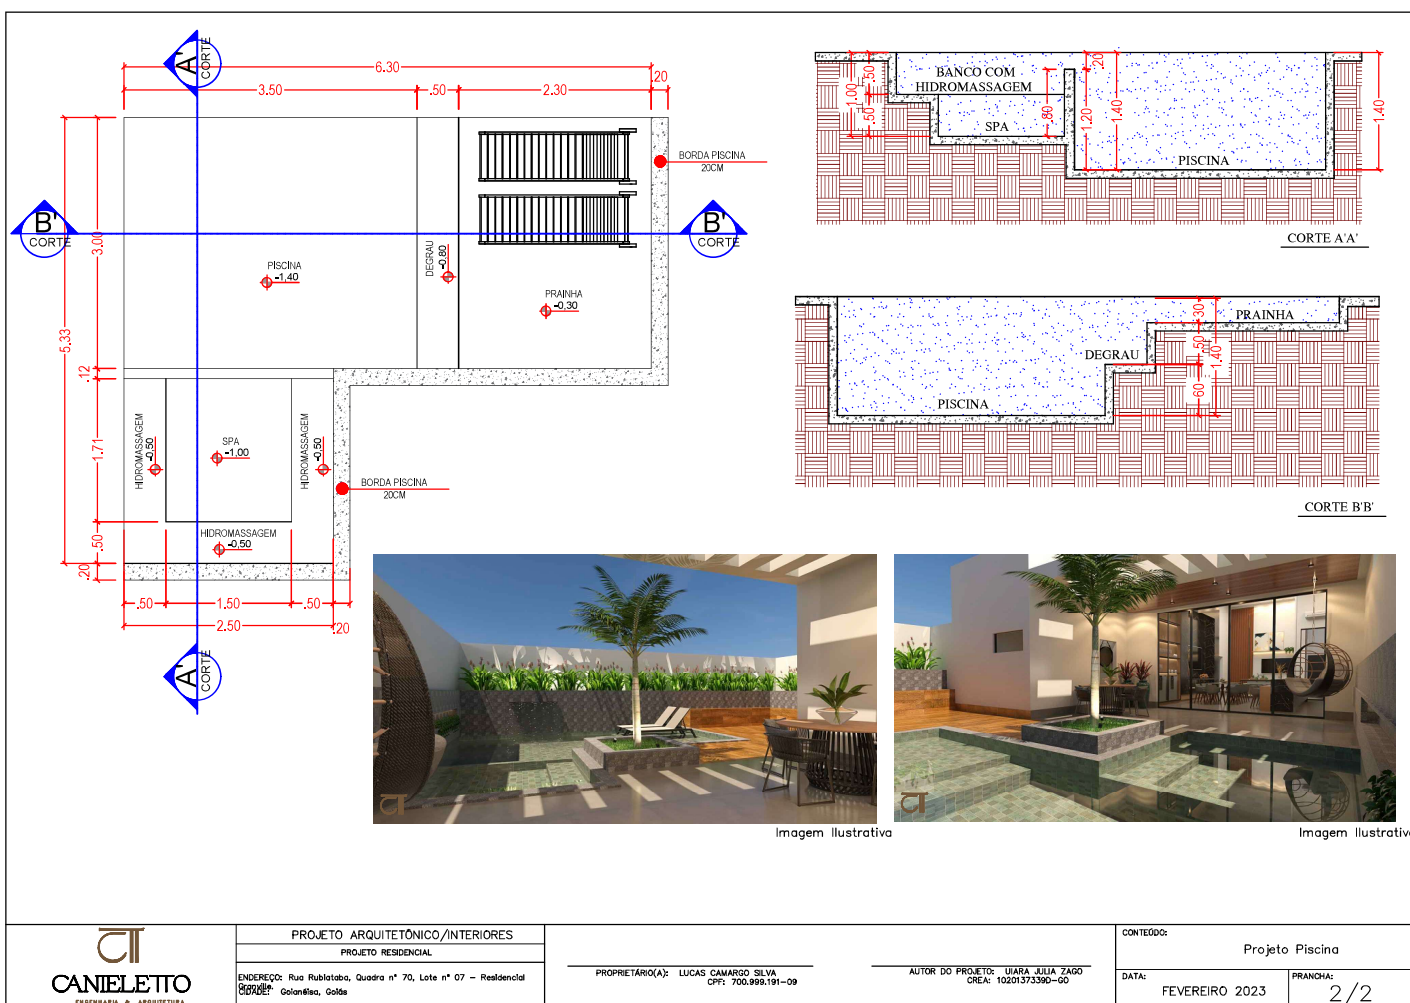 A'
CORTE
6.30
.20
3.50
.50
2.30
BORDA PISCINA
20CM
B'
CORTE
B'
CORTE
5.33
3.00
.12
1.71
.50
.20
PISCINA
-1,40
DEGRAU
-0,80
PRAINHA
-0,30
HIDROMASSAGEM
-0,50
SPA
-1,00
HIDROMASSAGEM
-0,50
BORDA PISCINA
20CM
HIDROMASSAGEM
-0,50
.50
1.50
.50
2.50
.20
A'
CORTE
1.00
.50
.50
BANCO COM
HIDROMASSAGEM
SPA
.80
.20
1.20
1.40
PISCINA
1.40
CORTE A'A'
PISCINA
DEGRAU
PRAINHA
.30
.50
.60
1.40
CORTE B'B'
Imagem Ilustrativa
Imagem Ilustrativa
CANIELETTO
ENGENHARIA & ARQUITETURA
PROJETO ARQUITETÔNICO/INTERIORES
PROJETO RESIDENCIAL
ENDEREÇO: Rua Rubiataba, Quadra n° 70, Lote n° 07 - Residencial
Granville.
CIDADE: Goianésia, Goiás
PROPRIETÁRIO(A): LUCAS CAMARGO SILVA
CPF: 700.999.191-09
AUTOR DO PROJETO: UIARA JULIA ZAGO
CREA: 1020137339D-GO
CONTEÚDO:
Projeto Piscina
DATA:
FEVEREIRO 2023
PRANCHA:
2/2